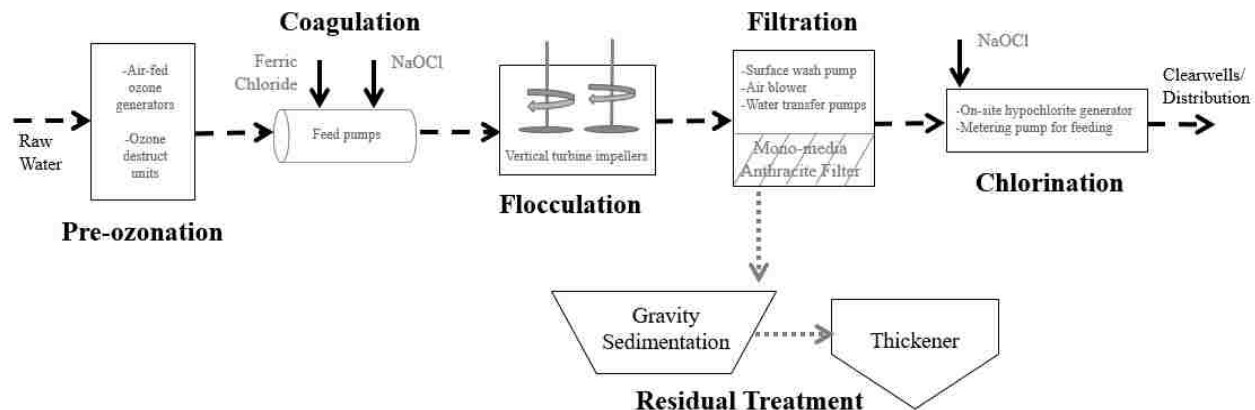 Coagulation
Filtration
Ferric
Chloride
NaOCl
NaOCl
-Air-fed
ozone
generators
-Ozone
destruct
units
Feed pumps
Vertical turbine impellers
-Surface wash pump
-Air blower
-Water transfer pumps
Mono-media
Anthracite Filter
-On-site hypochlorite generator
-Metering pump for feeding
Clearwells/
Distribution
Raw
Water
Pre-ozonation
Flocculation
Chlorination
Gravity
Sedimentation
Thickener
Residual Treatment